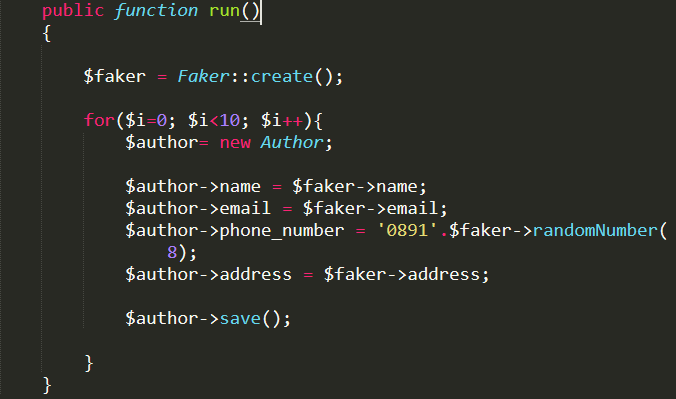 public function run()
{
$faker = Faker::create();
for($i=0; $i<10; $i++){
$author= new Author;
$author->name = $faker->name;
$author->email = $faker->email;
$author->phone_number = '0891'.$faker->randomNumber(
8);
$author->address = $faker->address;
$author->save();
}
}